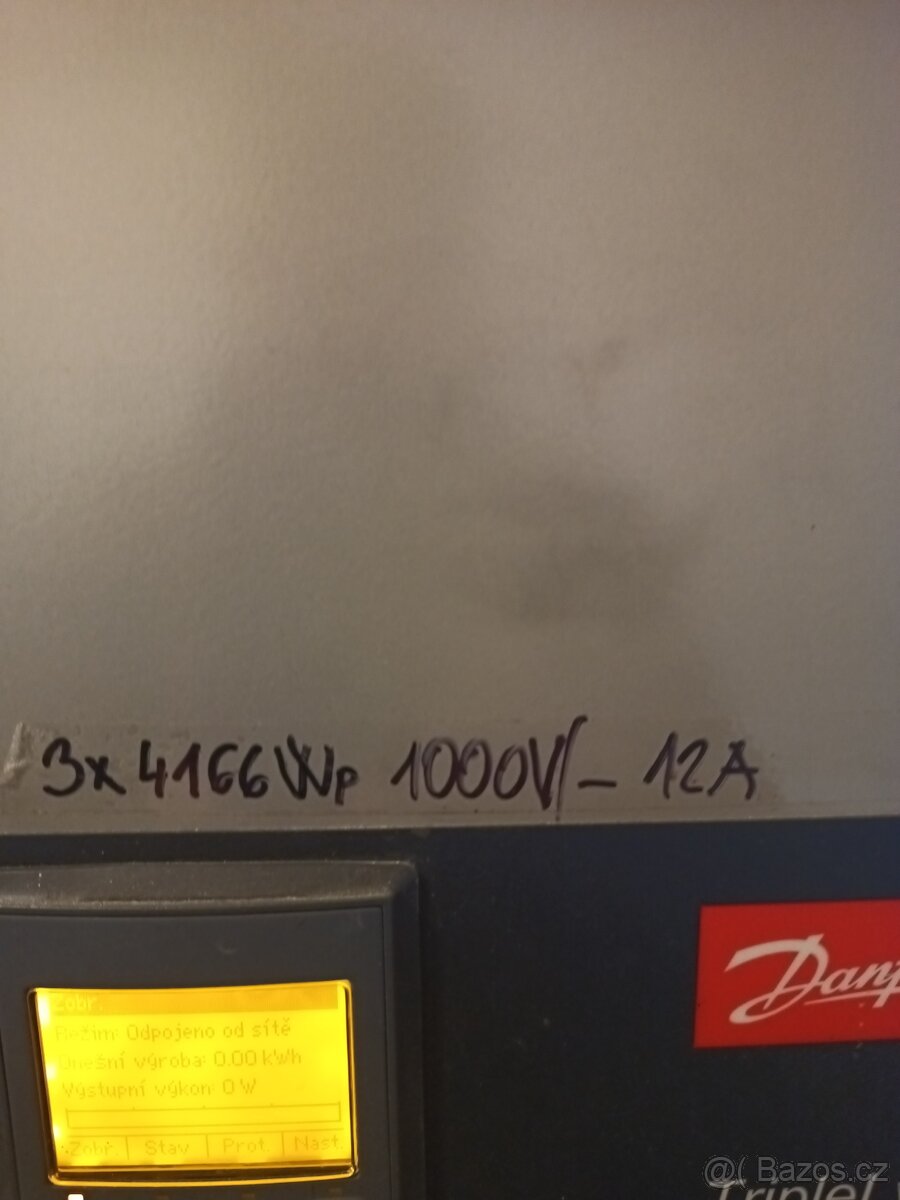 3x 4166 Wp 1000V/- 12A
Danf
Zobr.
Režim: Odpojeno od sítě
Dnešní výroba: 0.00 kWh
Výstupní výkon: 0 W
Zobr. Stav Prot. Nast.
TripleL
@( Bazos.cz